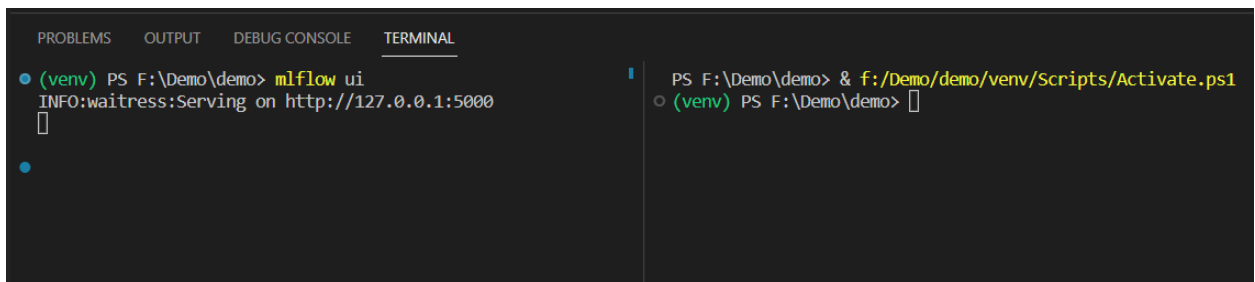 PROBLEMS OUTPUT DEBUG CONSOLE TERMINAL
(venv) PS F:\Demo\demo> mlflow ui
INFO:waitress:Serving on http://127.0.0.1:5000
PS F:\Demo\demo> & f:/Demo/demo/venv/Scripts/Activate.ps1
(venv) PS F:\Demo\demo>